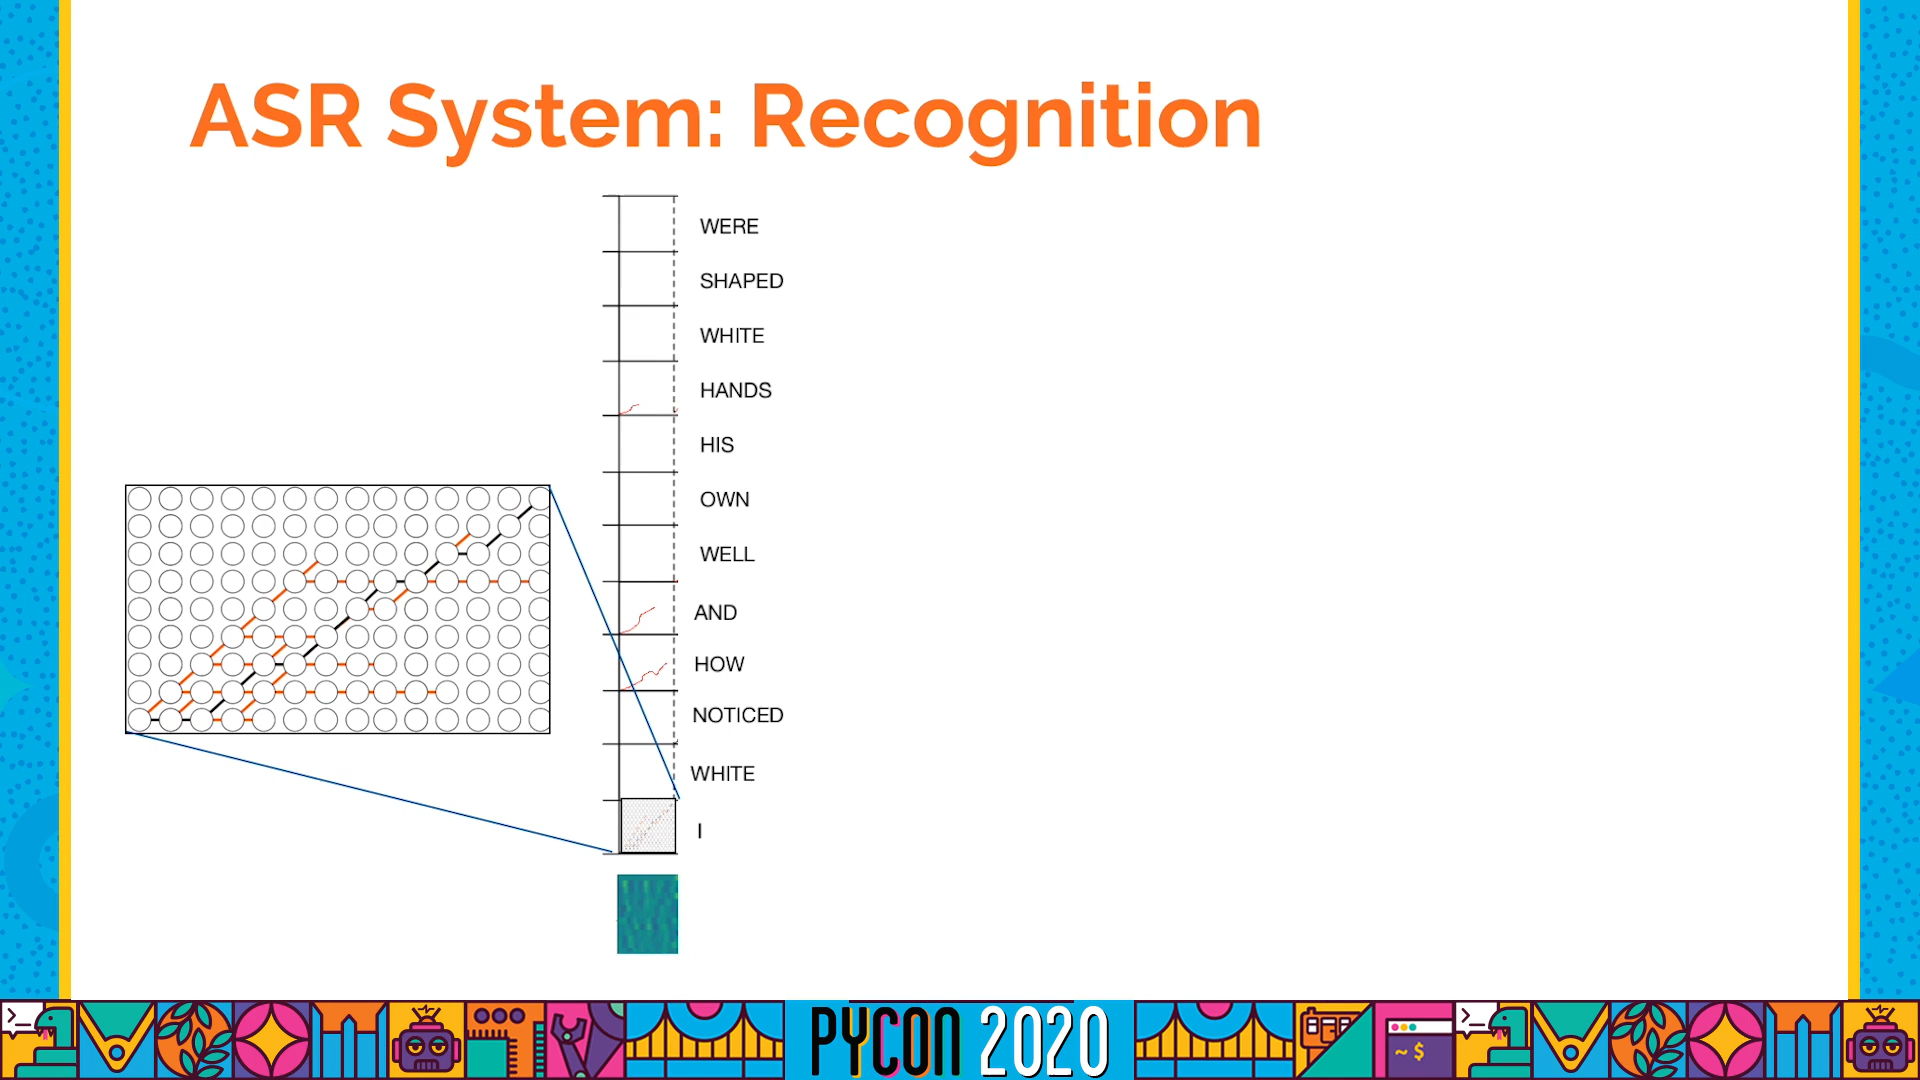 ASR System: Recognition
WERE
SHAPED
WHITE
HANDS
HIS
OWN
WELL
AND
HOW
NOTICED
WHITE
I
PYCON 2020
~ $